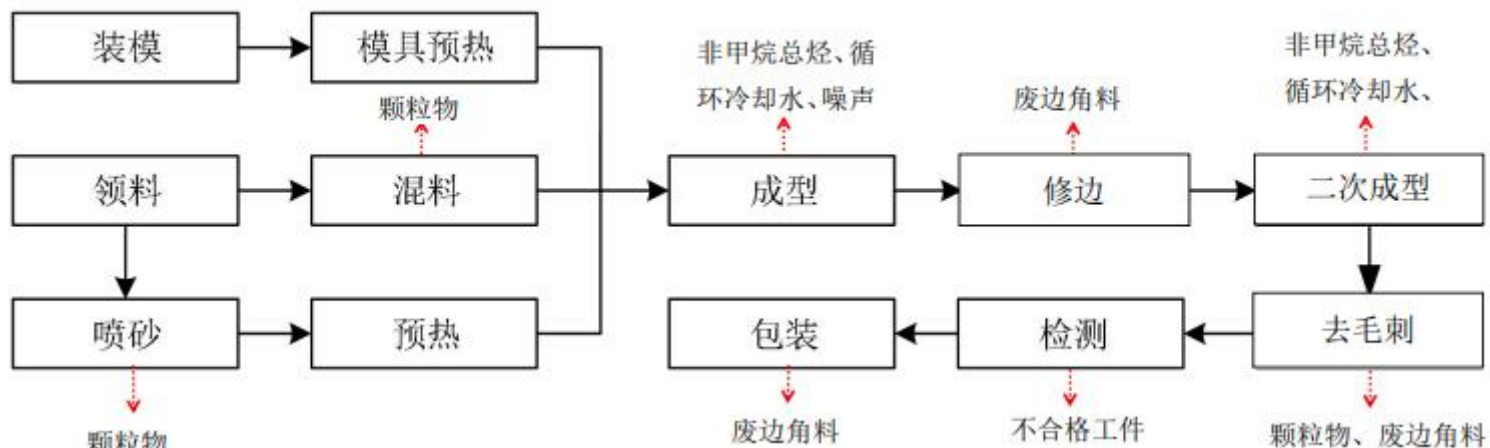 装模
模具预热
非甲烷总烃、循
环冷却水、噪声
非甲烷总烃、
循环冷却水、
颗粒物
废边角料
领料
混料
成型
修边
二次成型
喷砂
预热
包装
检测
去毛刺
颗粒物
废边角料
不合格工件
颗粒物、废边角料